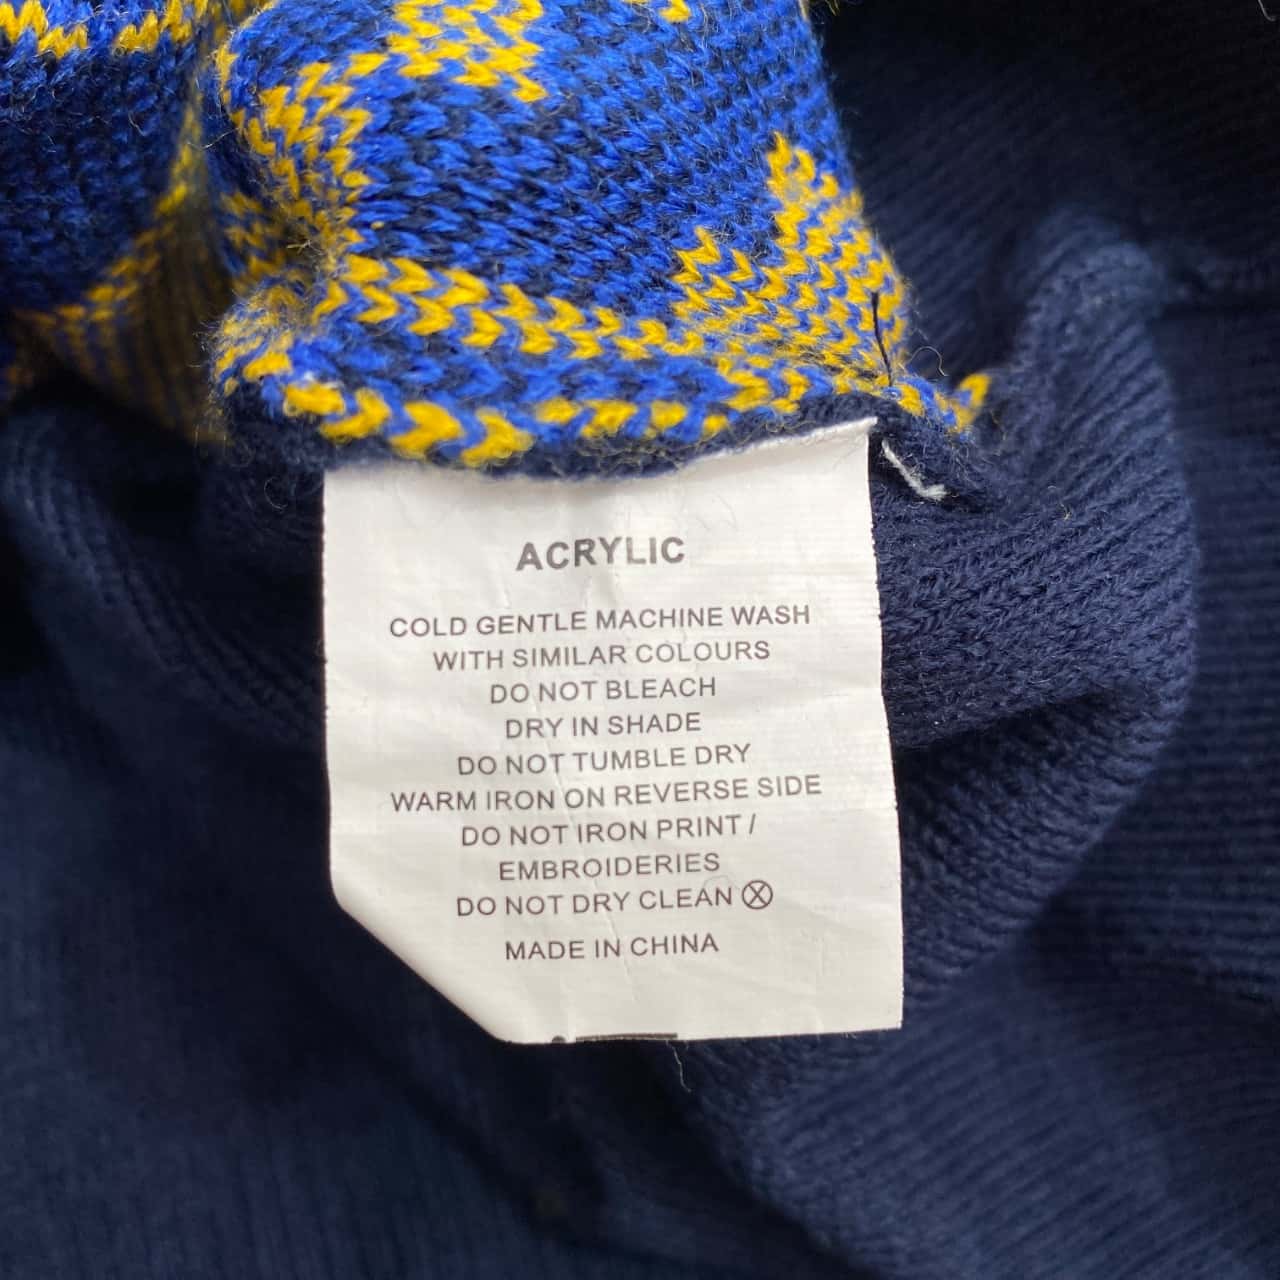 ACRYLIC
COLD GENTLE MACHINE WASH
WITH SIMILAR COLOURS
DO NOT BLEACH
DRY IN SHADE
DO NOT TUMBLE DRY
WARM IRON ON REVERSE SIDE
DO NOT IRON PRINT /
EMBROIDERIES
DO NOT DRY CLEAN
MADE IN CHINA